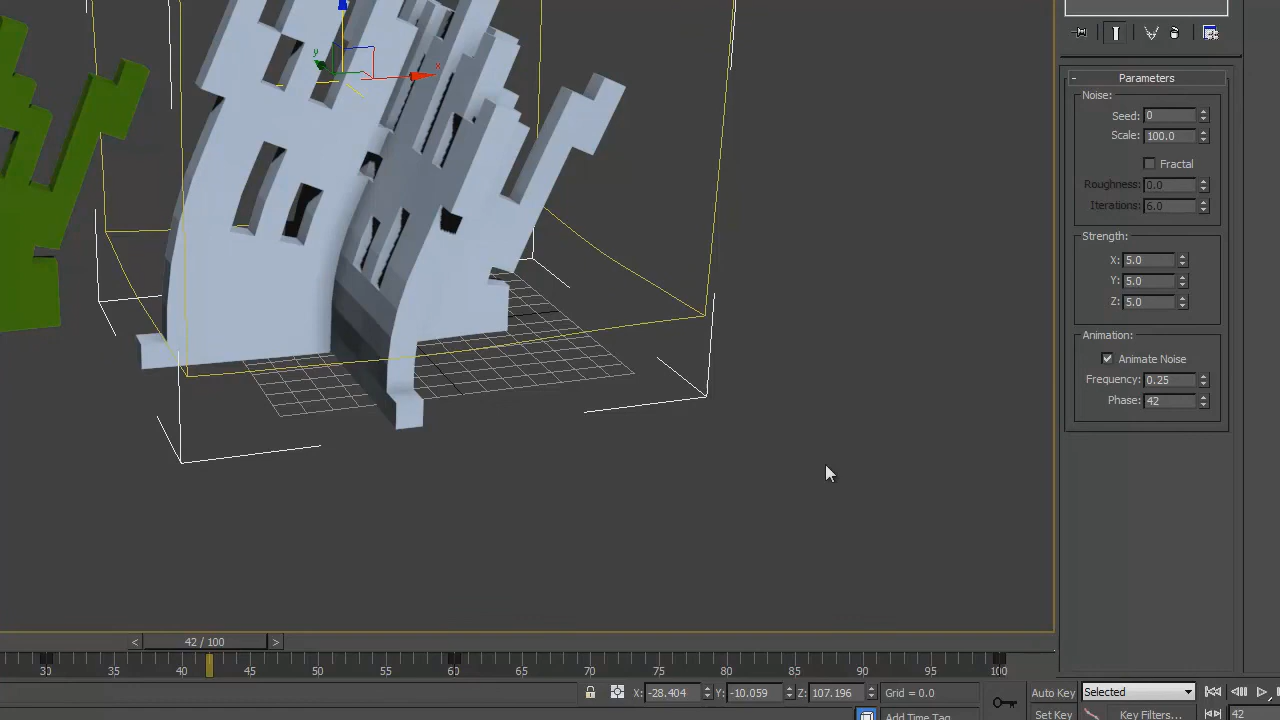 - Parameters
Noise:
Seed: 0
Scale: 100.0
Fractal
Roughness: 0.0
Iterations: 6.0
Strength:
X: 5.0
Y: 5.0
Z: 5.0
Animation:
Animate Noise
Frequency: 0.25
Phase: 42
y
x
< 42 / 100 >
30 35 40 45 50 55 60 65 70 75 80 85 90 95 100
X: -28.404 Y: -10.059 Z: 107.196 Grid = 0.0 Auto Key Selected
Add Time Tag Set Key Key Filters... 42